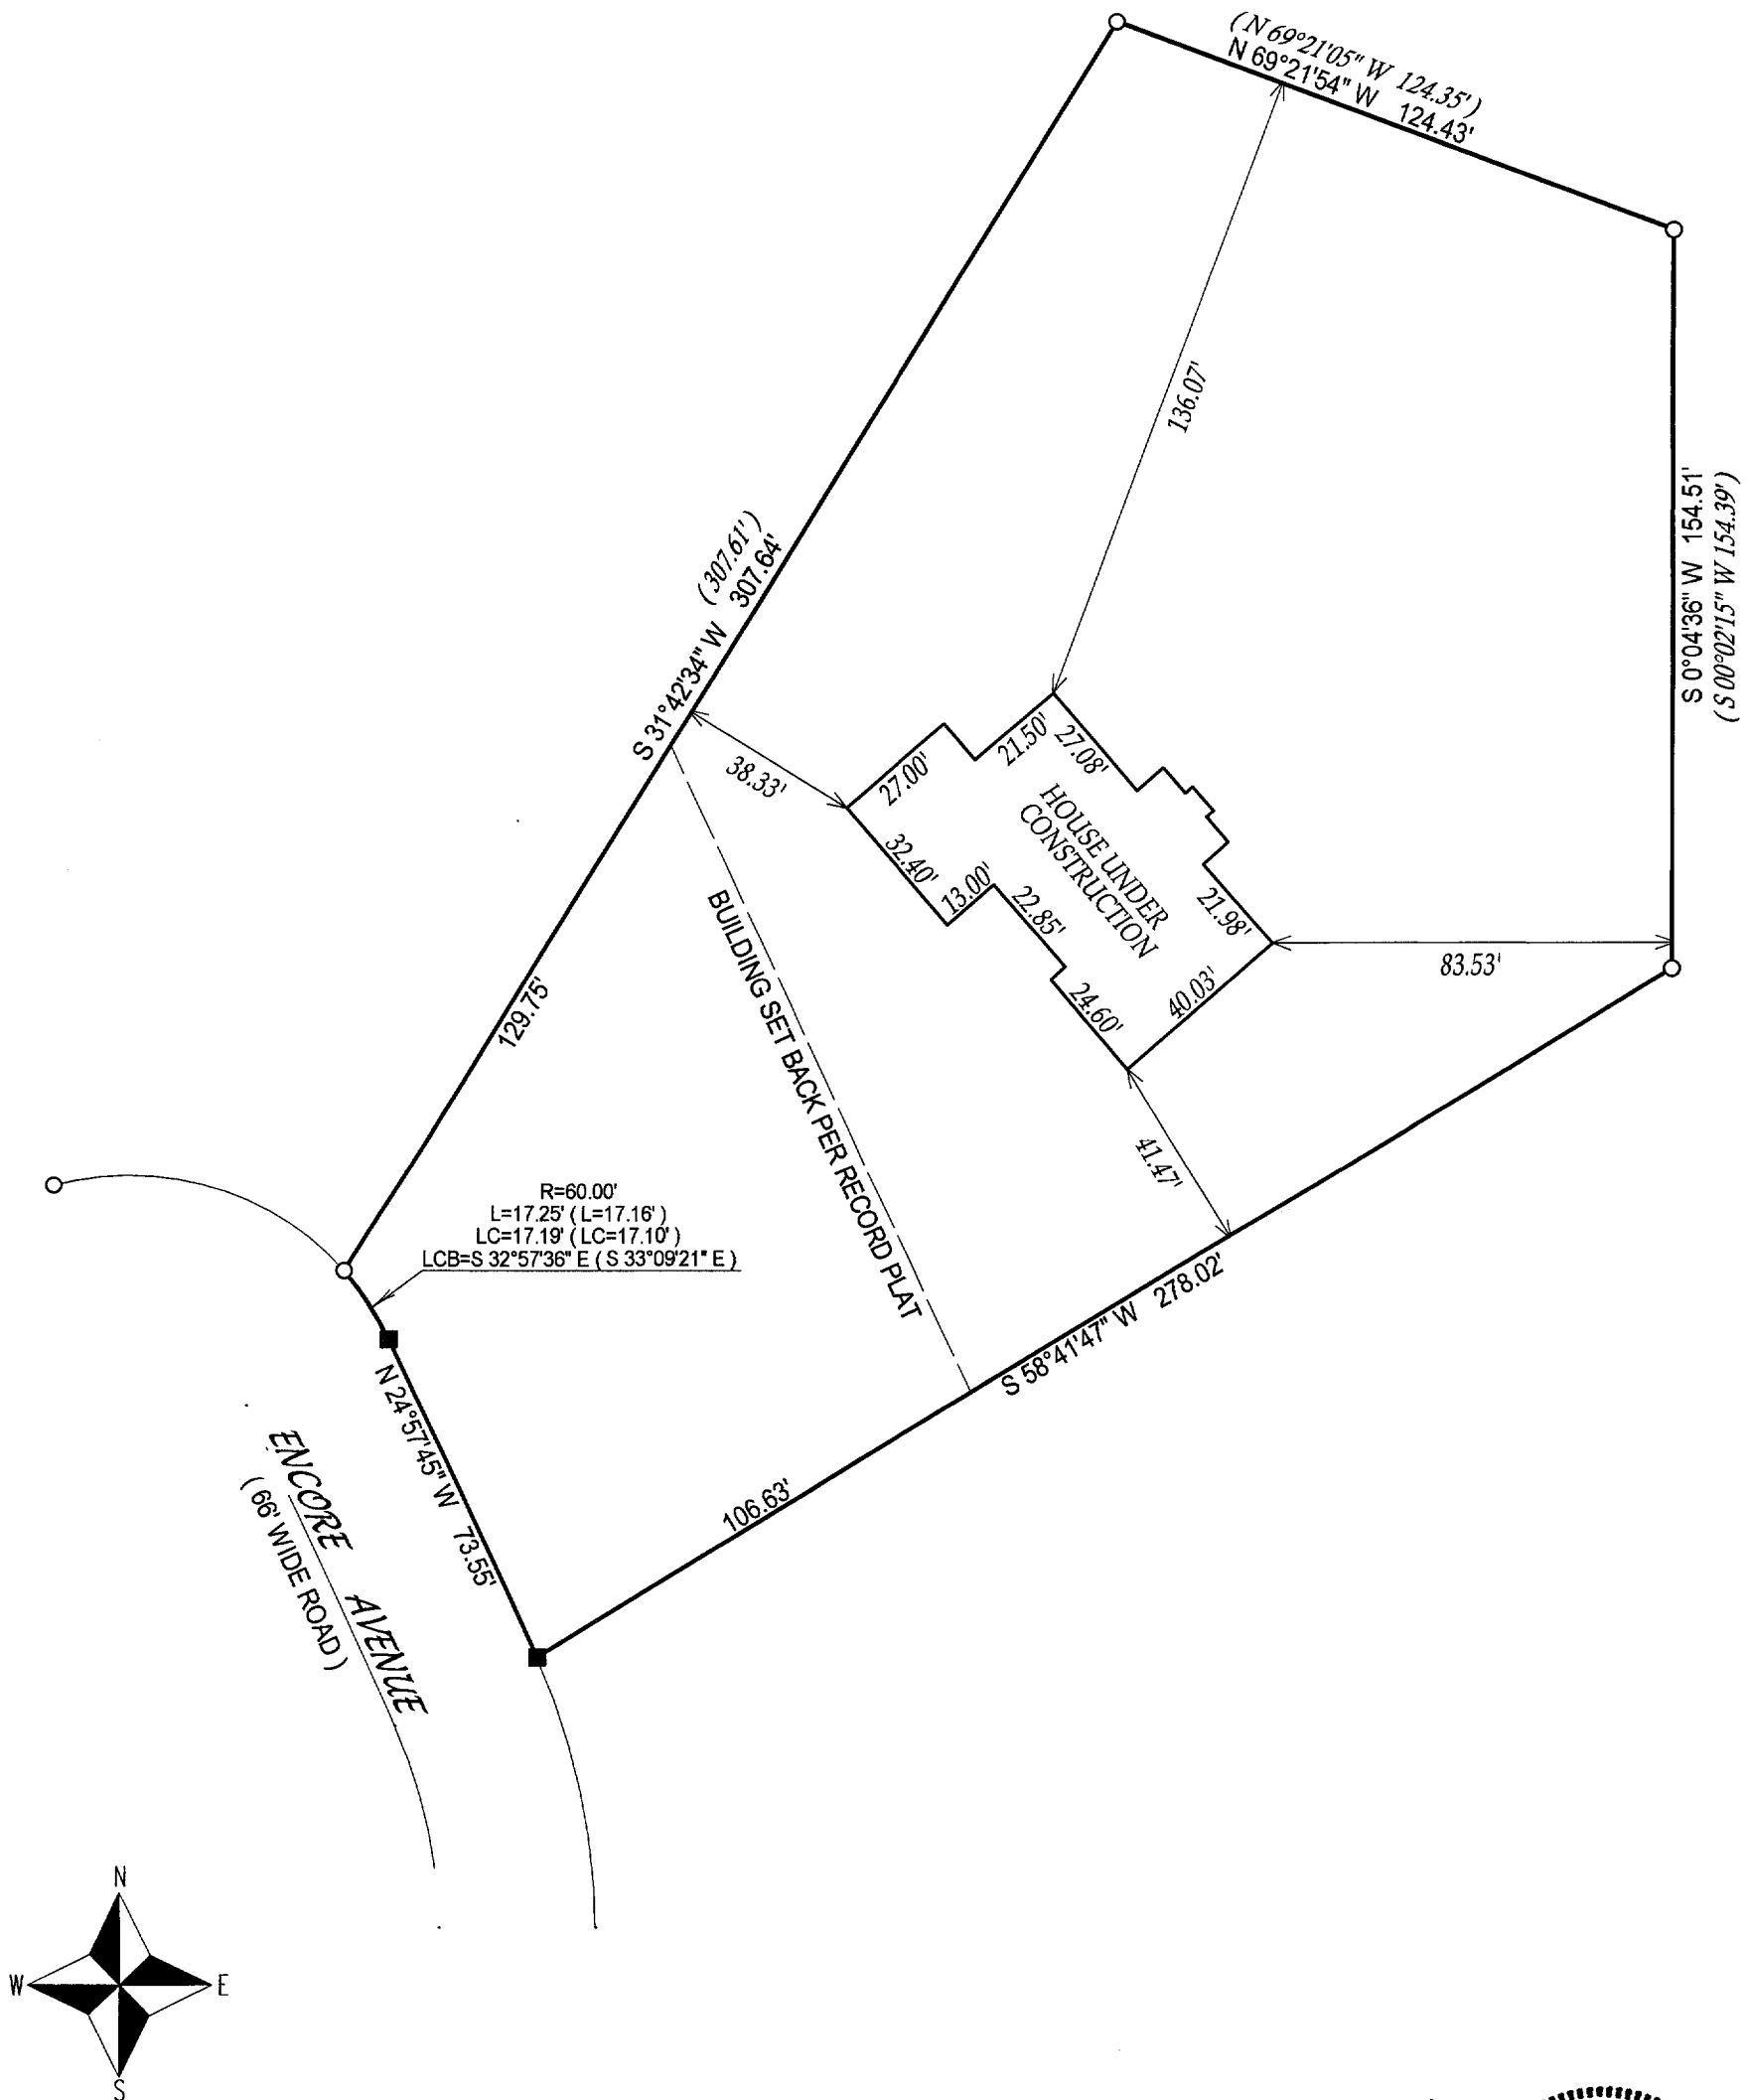 ( N 69°21'05" W 124.35' )
N 69°21'54" W 124.43'
136.07'
S 0°04'36" W 154.51'
( S 00°02'15" W 154.39' )
( 307.61' )
S 31°42'34" W 307.64'
38.33'
27.00'
21.50'
27.08'
HOUSE UNDER
CONSTRUCTION
32.40'
13.00'
22.85'
21.98'
83.53'
24.60'
40.03'
BUILDING SET BACK PER RECORD PLAT
129.75'
41.47'
R=60.00'
L=17.25' ( L=17.16' )
LC=17.19' ( LC=17.10' )
LCB=S 32°57'36" E ( S 33°09'21" E )
S 58°41'47" W 278.02'
N 24°57'45" W 73.55'
106.63'
ENCORE AVENUE
( 66' WIDE ROAD )
N
W
E
S